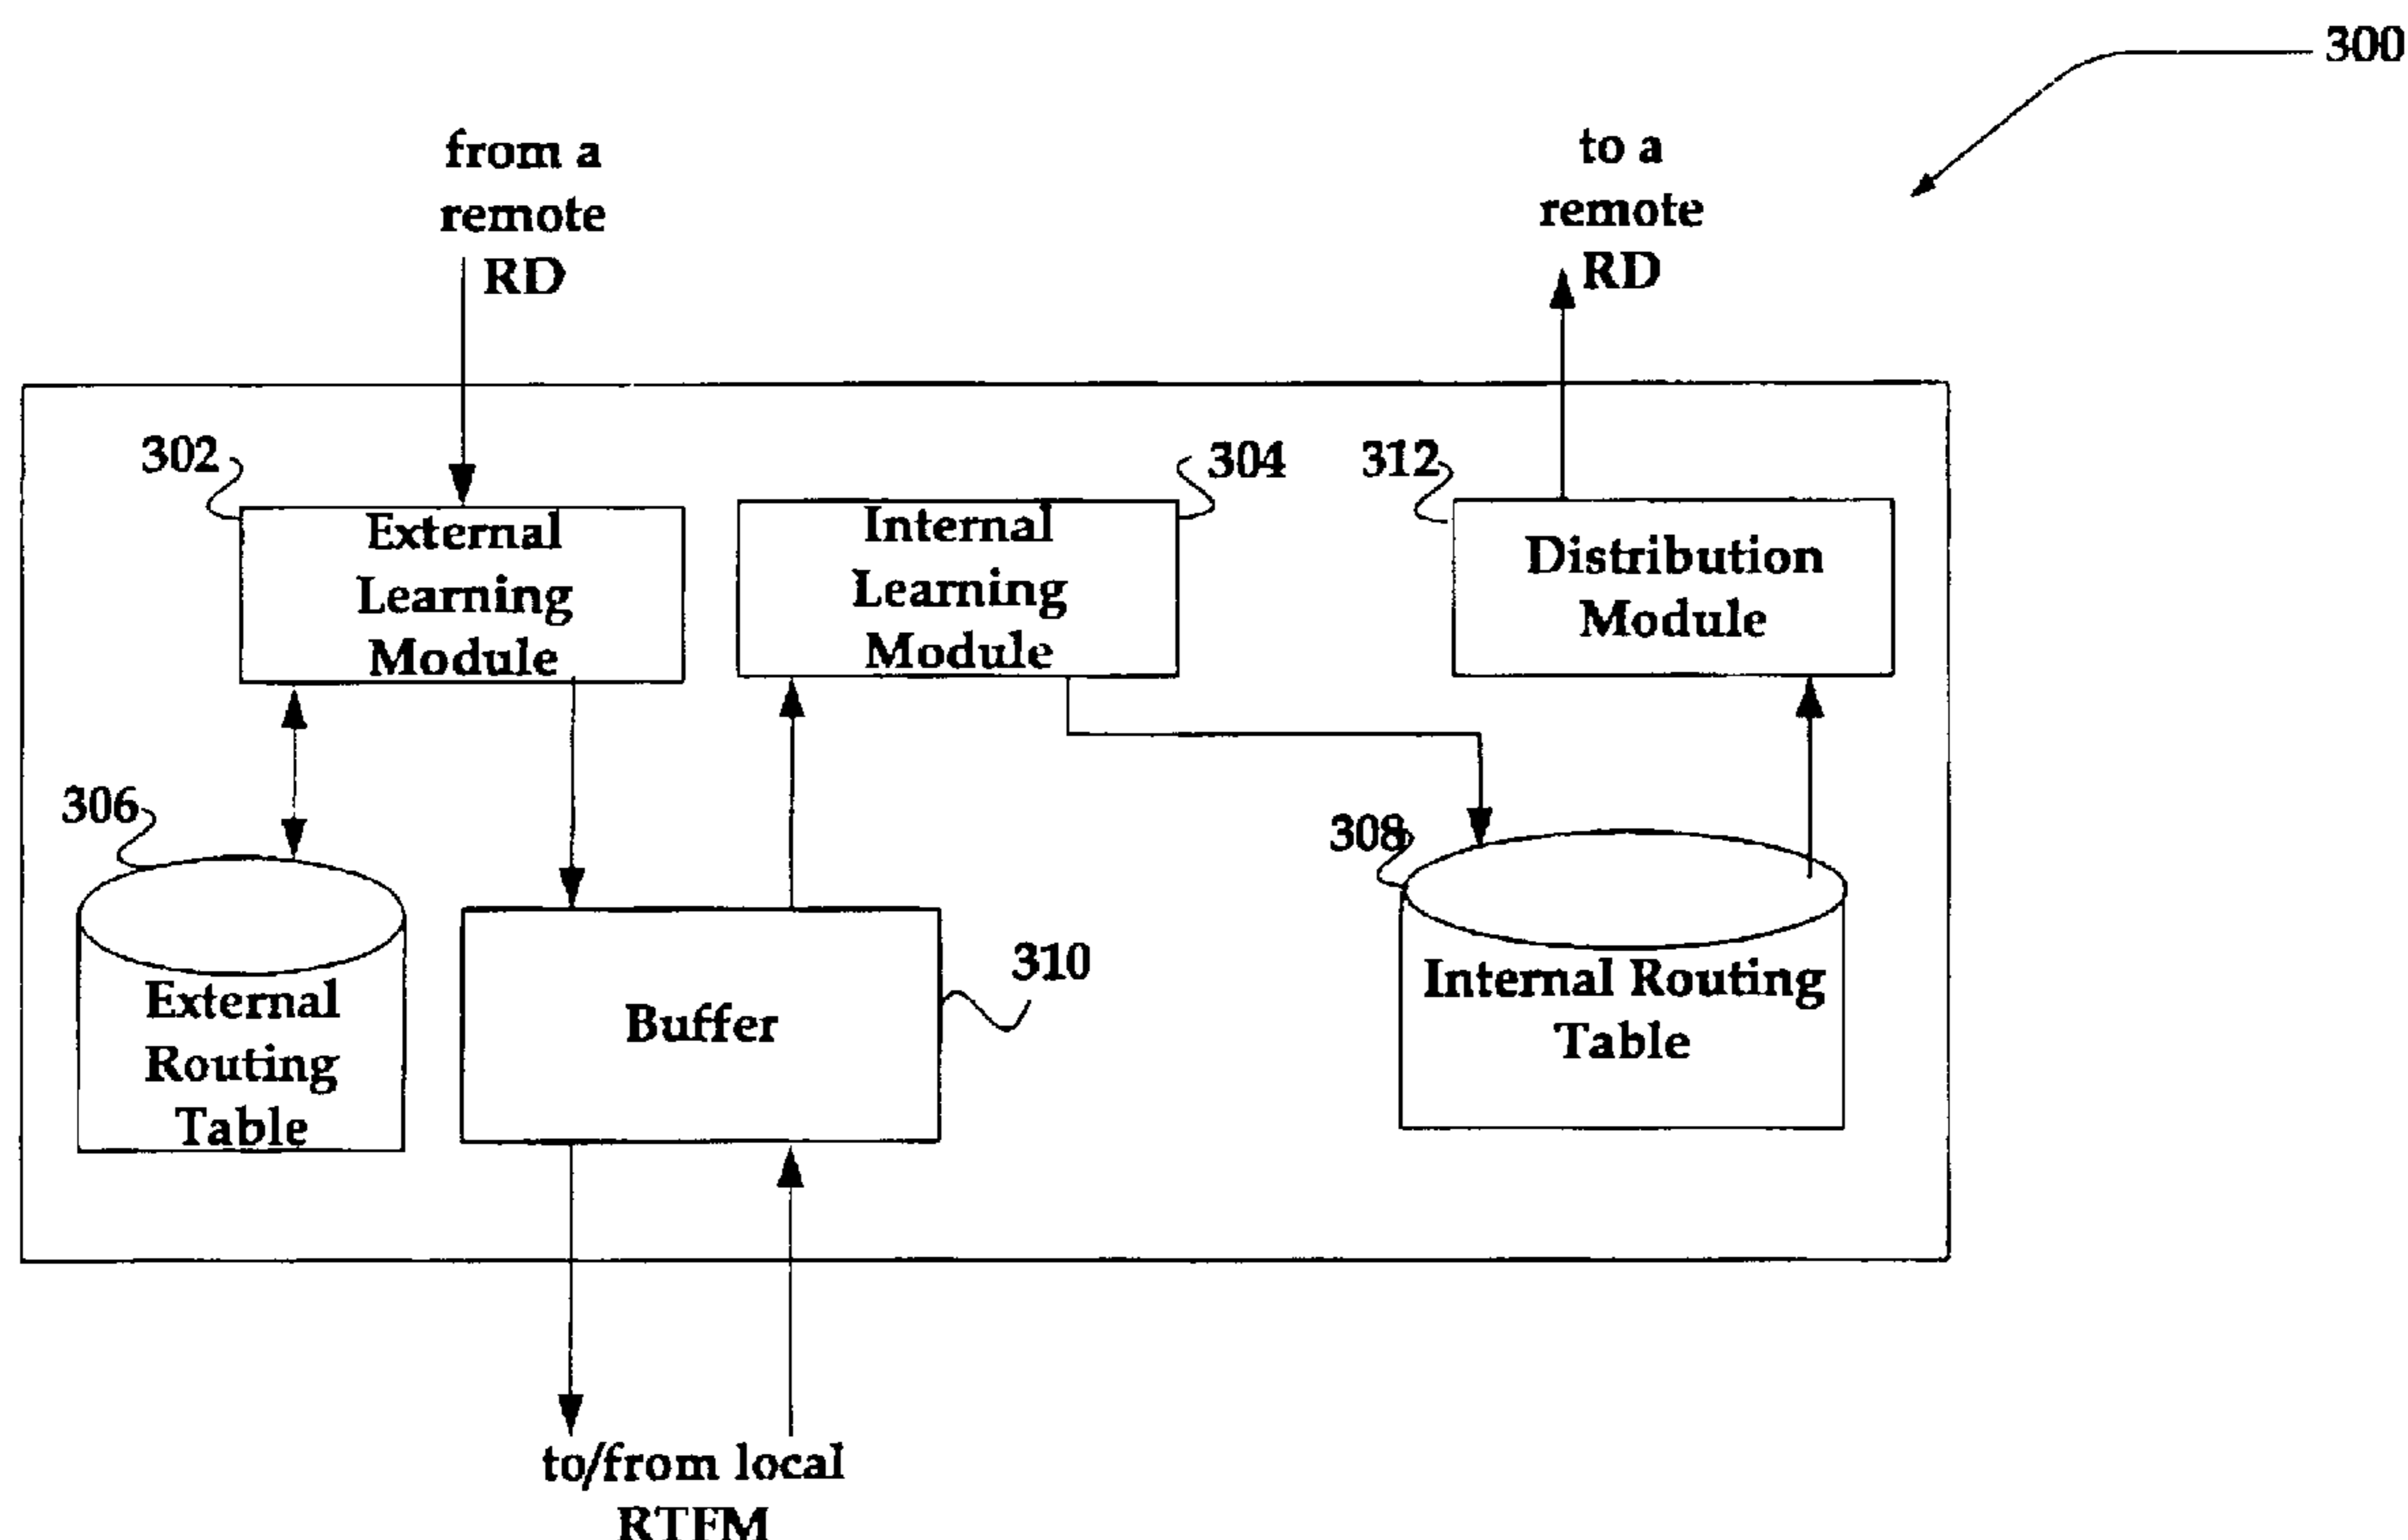 300
from a
remote
RD
to a
remote
RD
302
External
Learning
Module
304
Internal
Learning
Module
312
Distribution
Module
306
External
Routing
Table
310
Buffer
308
Internal Routing
Table
to/from local
RTFM